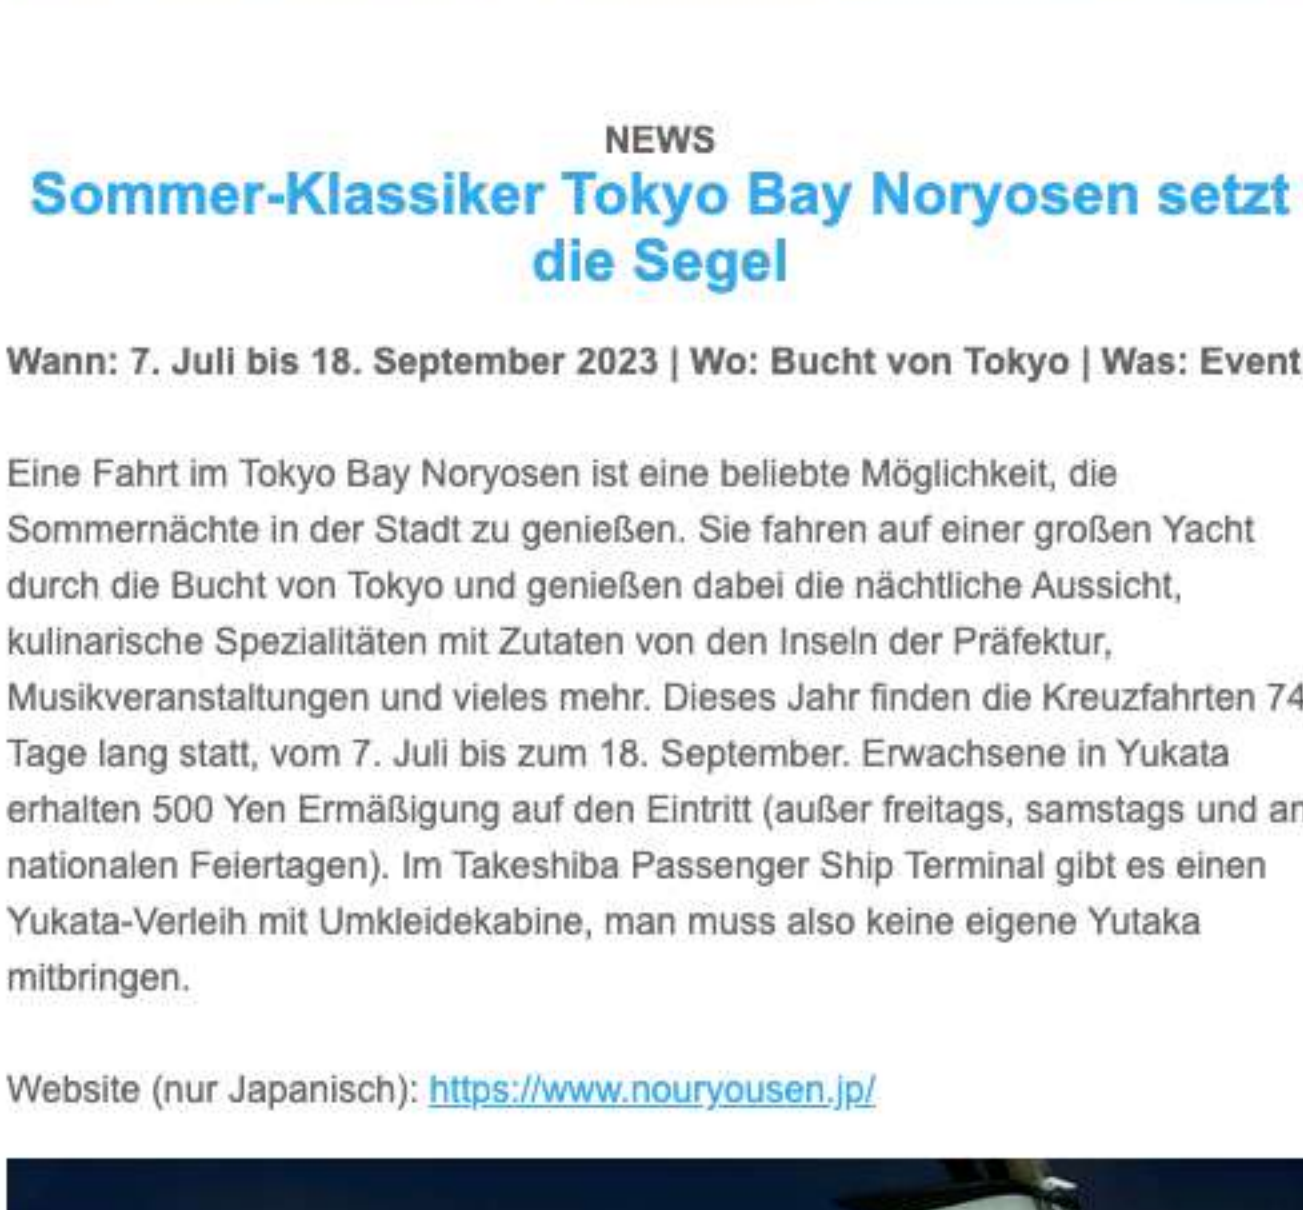 NEWS
Sommer-Klassiker Tokyo Bay Noryosen setzt
die Segel
Wann: 7. Juli bis 18. September 2023 | Wo: Bucht von Tokyo | Was: Event
Eine Fahrt im Tokyo Bay Noryosen ist eine beliebte Möglichkeit, die
Sommernächte in der Stadt zu genießen. Sie fahren auf einer großen Yacht
durch die Bucht von Tokyo und genießen dabei die nächtliche Aussicht,
kulinarische Spezialitäten mit Zutaten von den Inseln der Präfektur,
Musikveranstaltungen und vieles mehr. Dieses Jahr finden die Kreuzfahrten 74
Tage lang statt, vom 7. Juli bis zum 18. September. Erwachsene in Yukata
erhalten 500 Yen Ermäßigung auf den Eintritt (außer freitags, samstags und an
nationalen Feiertagen). Im Takeshiba Passenger Ship Terminal gibt es einen
Yukata-Verleih mit Umkleidekabine, man muss also keine eigene Yutaka
mitbringen.
Website (nur Japanisch): https://www.nouryousen.jp/